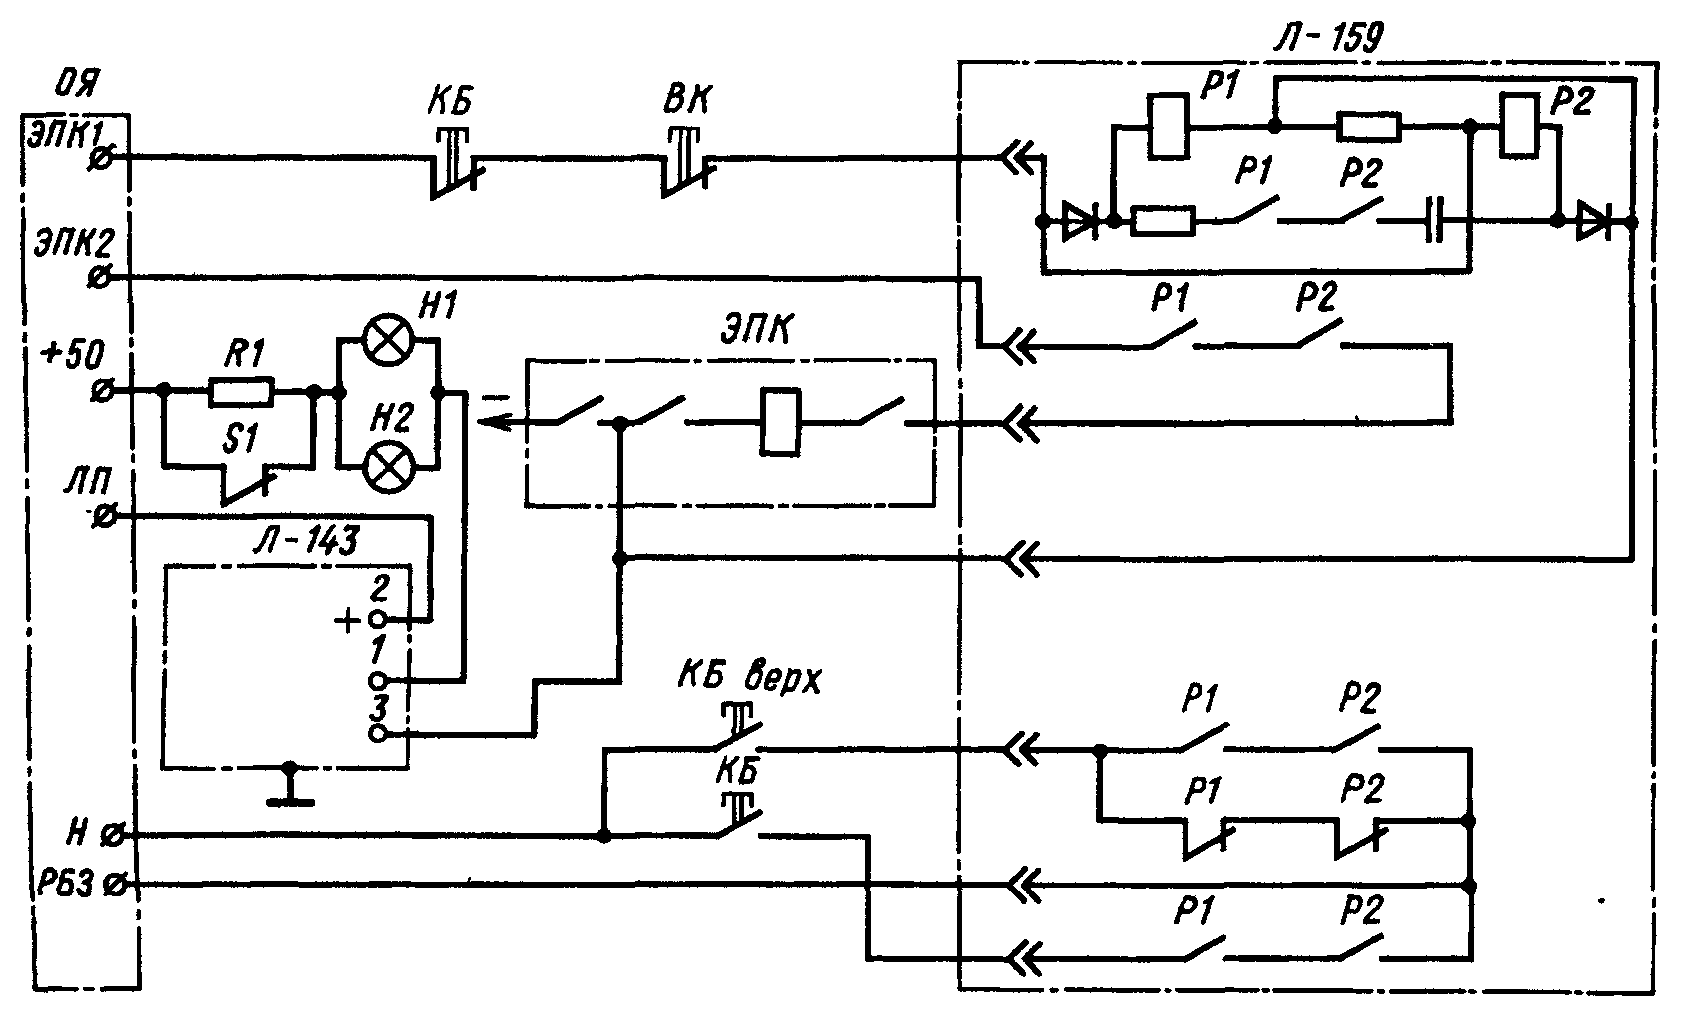 Л-159
ОЯ
КБ
ВК
Р1
Р2
ЭПК1
Р1
Р2
ЭПК2
Н1
Р1
Р2
+50
R1
ЭПК
Н2
−
S1
ЛП
Л-143
2
+
1
3
КБ верх
Р1
Р2
КБ
Р1
Р2
Н
РБ3
Р1
Р2